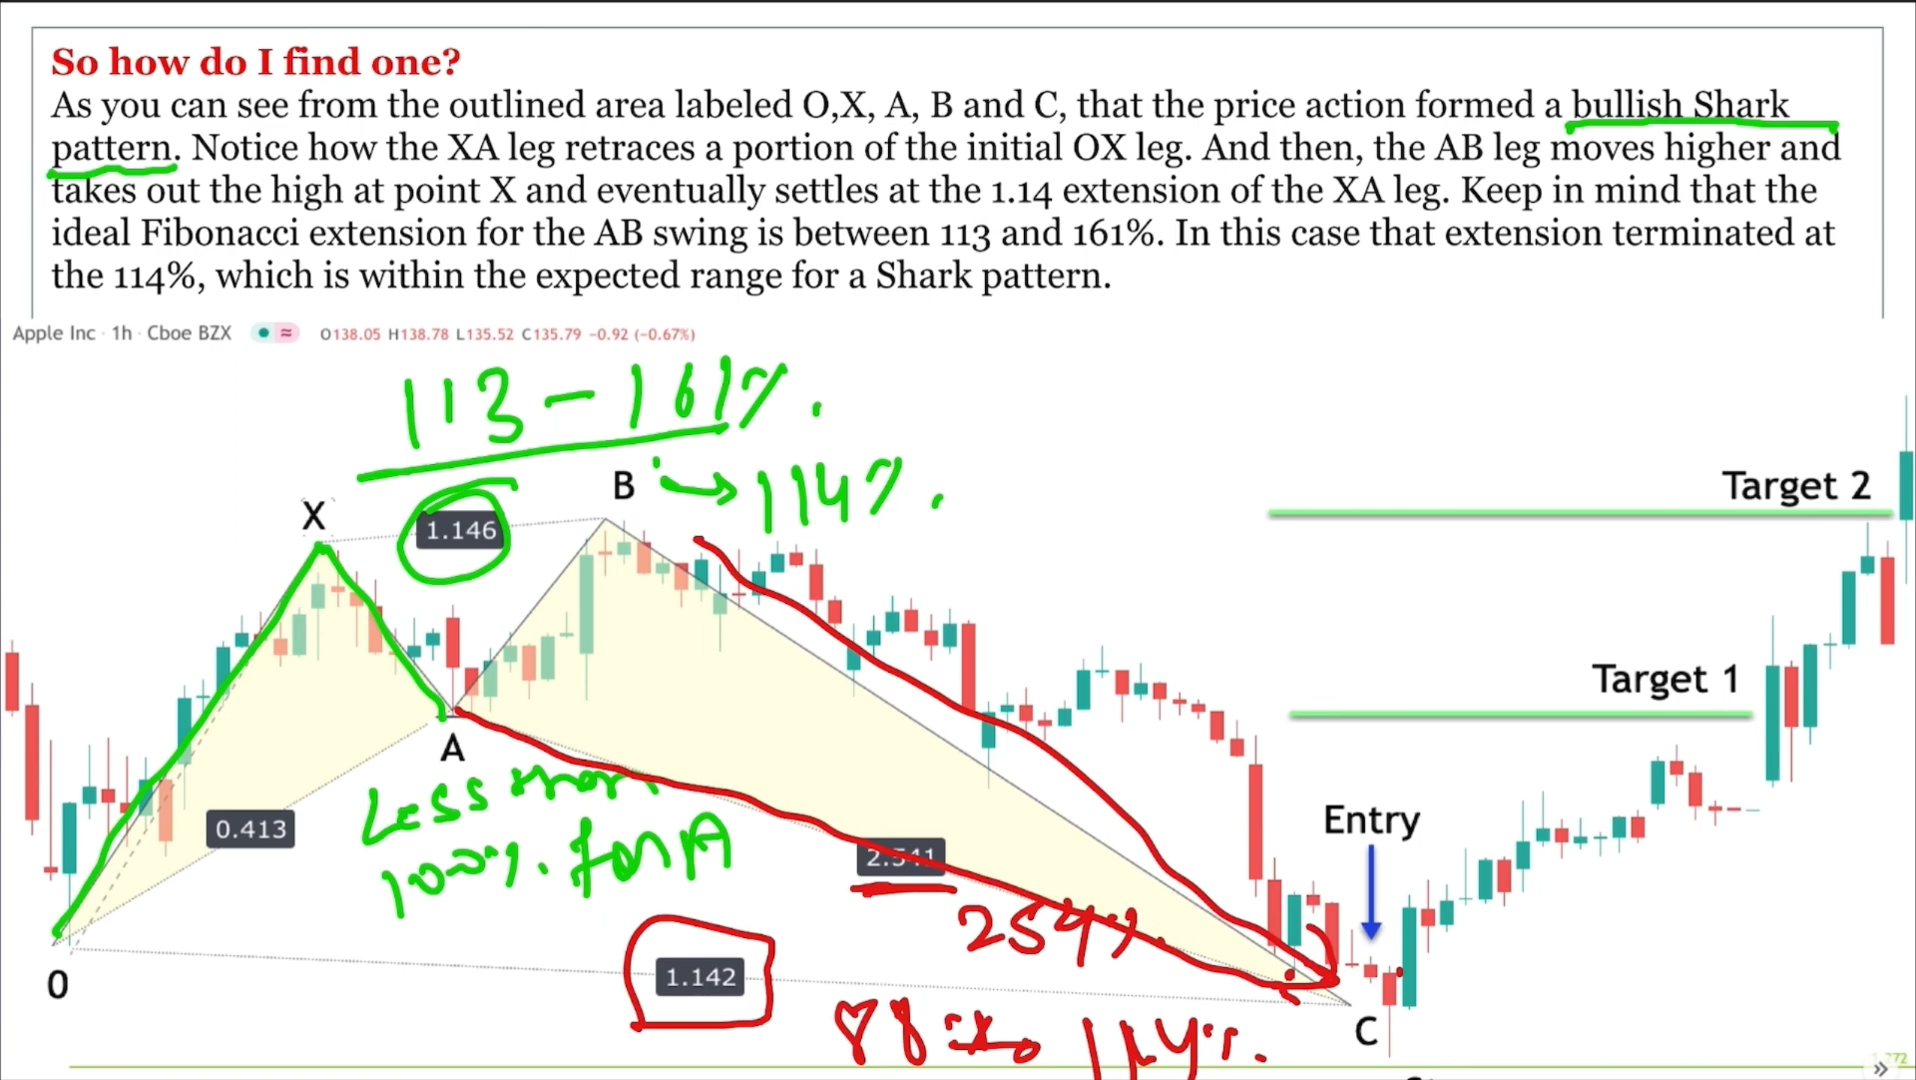 So how do I find one?
As you can see from the outlined area labeled O,X, A, B and C, that the price action formed a bullish Shark
pattern. Notice how the XA leg retraces a portion of the initial OX leg. And then, the AB leg moves higher and
takes out the high at point X and eventually settles at the 1.14 extension of the XA leg. Keep in mind that the
ideal Fibonacci extension for the AB swing is between 113 and 161%. In this case that extension terminated at
the 114%, which is within the expected range for a Shark pattern.
Apple Inc · 1h · Cboe BZX O138.05 H138.78 L135.52 C135.79 −0.92 (−0.67%)
113 - 161%.
B → 114%.
Target 2
X
1.146
Target 1
A
Less than
100%. for A
0.413
Entry
2.541
254%.
0
1.142
C
88 to 114%.